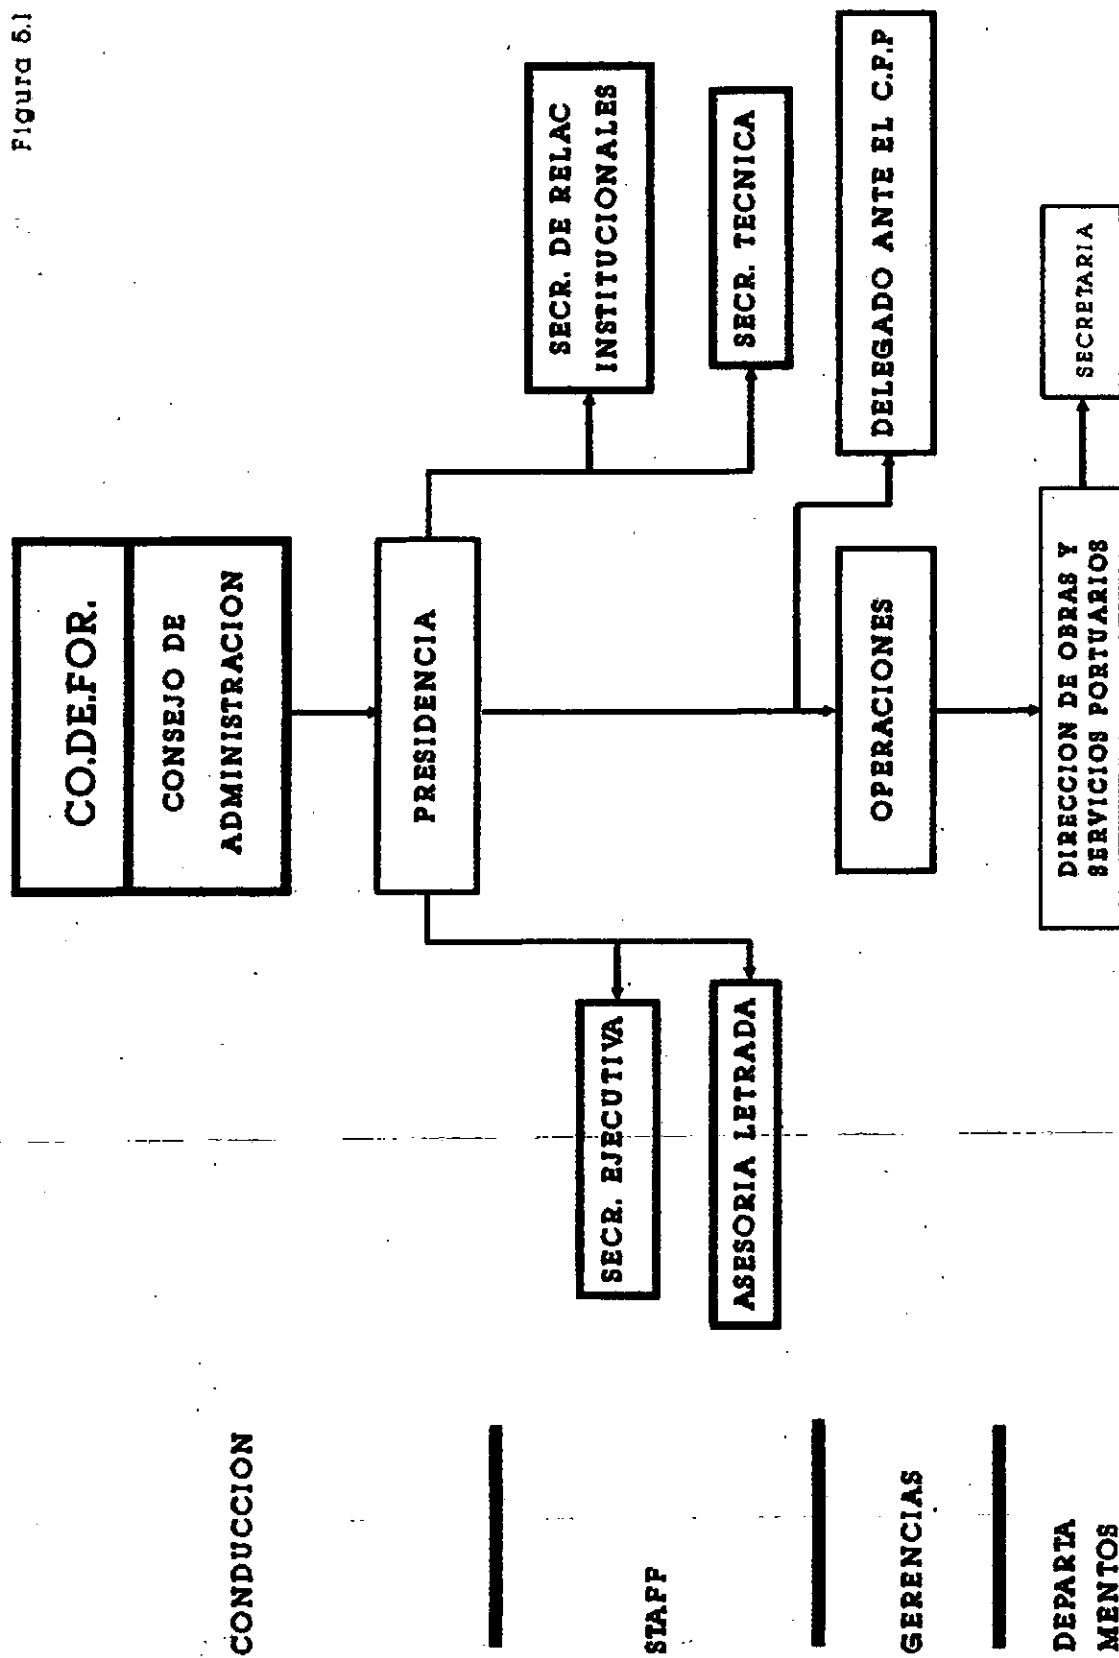 Figura 5.1
CO.DE.FOR.
CONSEJO DE
ADMINISTRACION
PRESIDENCIA
SECR. DE RELAC
INSTITUCIONALES
SECR. TECNICA
SECR. EJECUTIVA
ASESORIA LETRADA
DELEGADO ANTE EL C.P.P
OPERACIONES
DIRECCION DE OBRAS Y
SERVICIOS PORTUARIOS
SECRETARIA
CONDUCCION
STAFF
GERENCIAS
DEPARTA
MENTOS